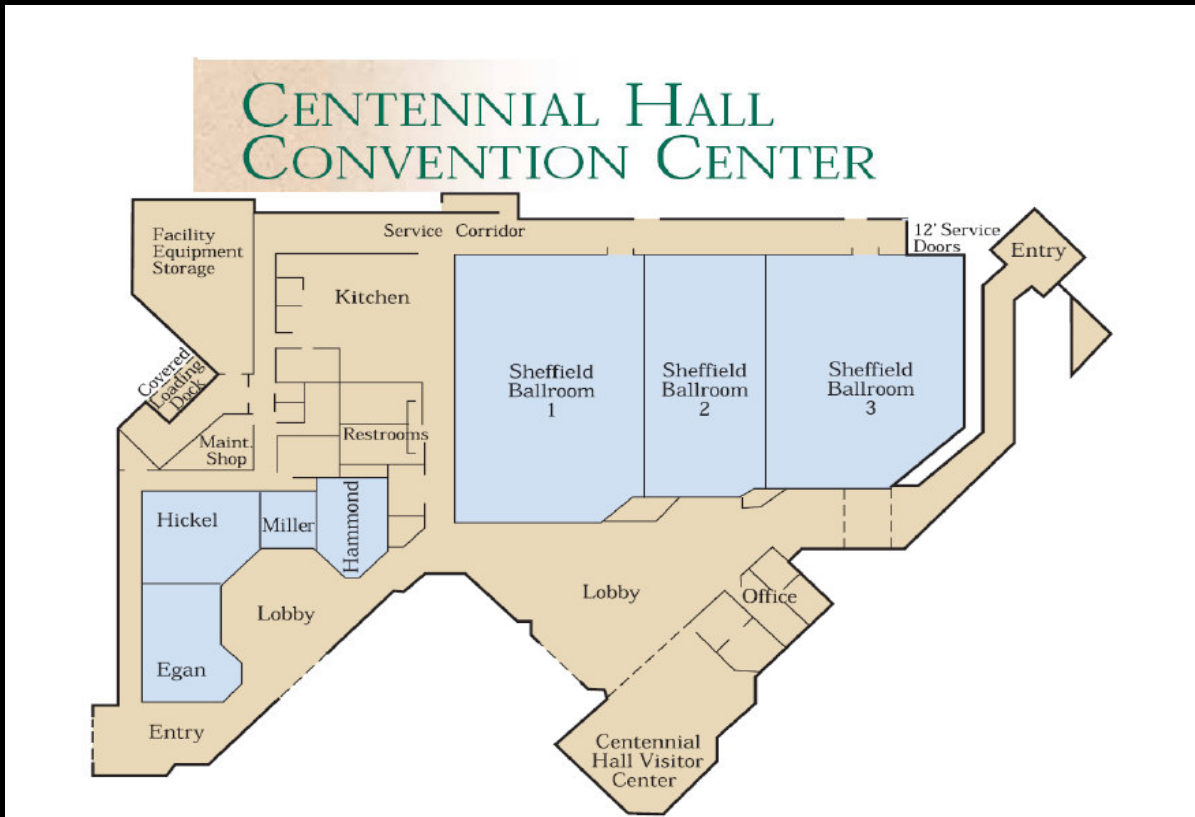 CENTENNIAL HALL
CONVENTION CENTER
Facility
Equipment
Storage
Service Corridor
12' Service
Doors
Entry
Kitchen
Covered
Loading
Dock
Sheffield
Ballroom
1
Sheffield
Ballroom
2
Sheffield
Ballroom
3
Maint.
Shop
Restrooms
Hickel
Miller
Hammond
Lobby
Lobby
Office
Egan
Entry
Centennial
Hall Visitor
Center